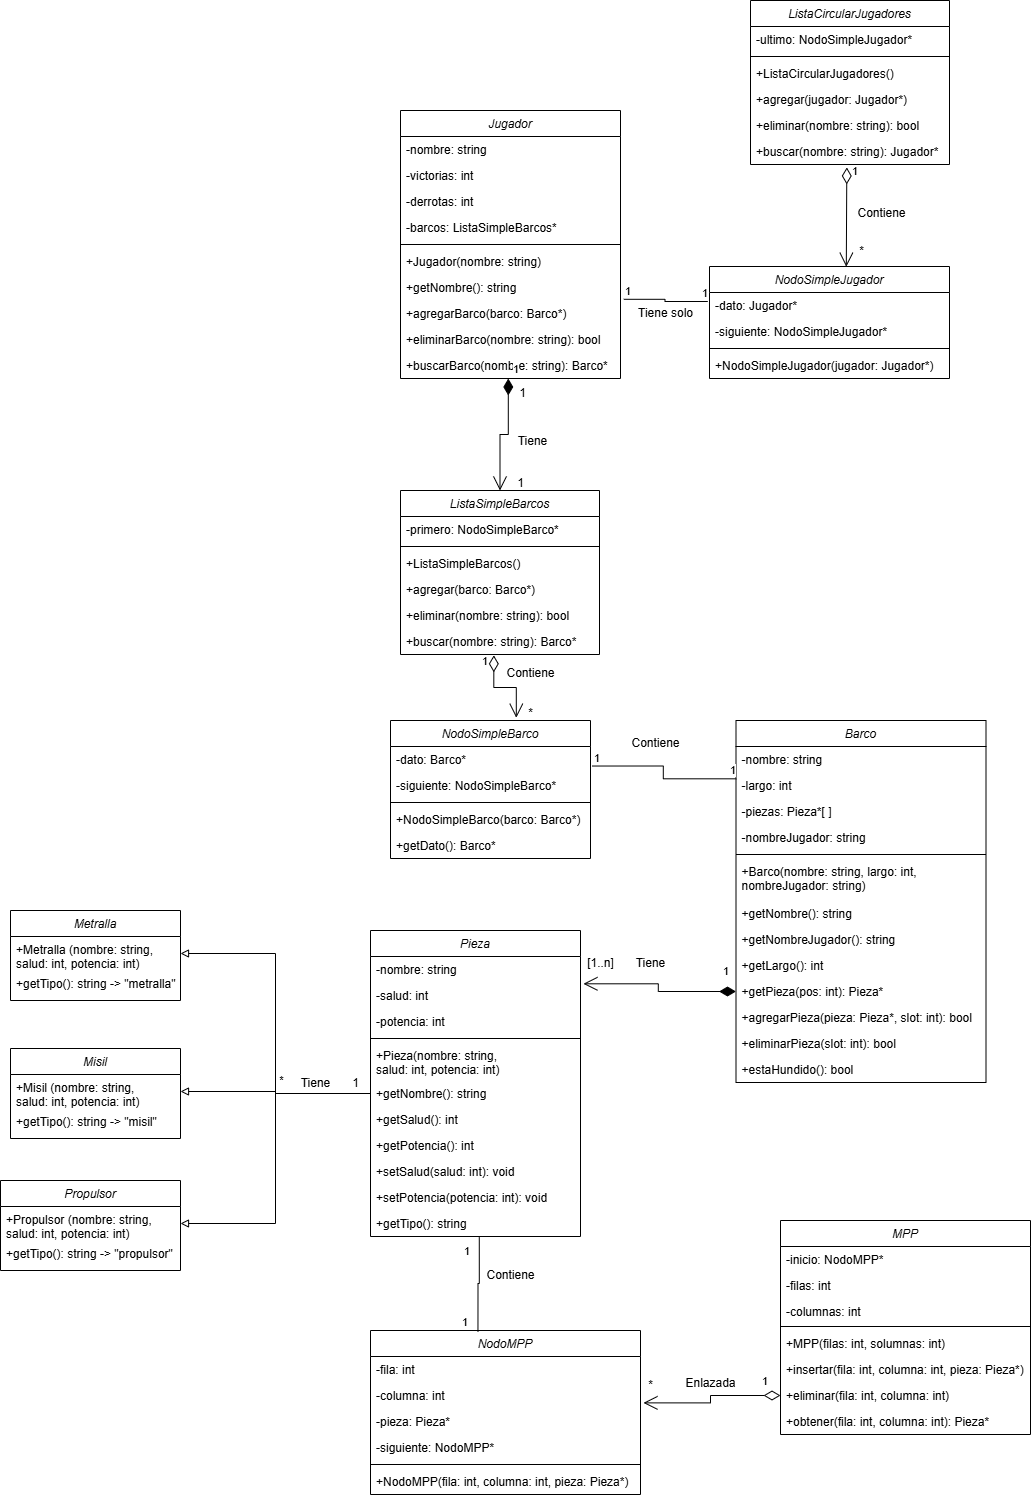 ListaCircularJugadores
-ultimo: NodoSimpleJugador*
+ListaCircularJugadores()
+agregar(jugador: Jugador*)
+eliminar(nombre: string): bool
+buscar(nombre: string): Jugador*
1
Contiene
*
Jugador
-nombre: string
-victorias: int
-derrotas: int
-barcos: ListaSimpleBarcos*
+Jugador(nombre: string)
+getNombre(): string
+agregarBarco(barco: Barco*)
+eliminarBarco(nombre: string): bool
+buscarBarco(nombre: string): Barco*
1
1
Tiene solo
1
NodoSimpleJugador
-dato: Jugador*
-siguiente: NodoSimpleJugador*
+NodoSimpleJugador(jugador: Jugador*)
1
Tiene
1
ListaSimpleBarcos
-primero: NodoSimpleBarco*
+ListaSimpleBarcos()
+agregar(barco: Barco*)
+eliminar(nombre: string): bool
+buscar(nombre: string): Barco*
1
Contiene
*
NodoSimpleBarco
-dato: Barco*
-siguiente: NodoSimpleBarco*
+NodoSimpleBarco(barco: Barco*)
+getDato(): Barco*
Contiene
1
1
Barco
-nombre: string
-largo: int
-piezas: Pieza*[ ]
-nombreJugador: string
+Barco(nombre: string, largo: int,
nombreJugador: string)
+getNombre(): string
+getNombreJugador(): string
+getLargo(): int
+getPieza(pos: int): Pieza*
+agregarPieza(pieza: Pieza*, slot: int): bool
+eliminarPieza(slot: int): bool
+estaHundido(): bool
[1..n]
Tiene
1
Metralla
+Metralla (nombre: string,
salud: int, potencia: int)
+getTipo(): string -> "metralla"
Misil
+Misil (nombre: string,
salud: int, potencia: int)
+getTipo(): string -> "misil"
Propulsor
+Propulsor (nombre: string,
salud: int, potencia: int)
+getTipo(): string -> "propulsor"
*
Tiene
1
Pieza
-nombre: string
-salud: int
-potencia: int
+Pieza(nombre: string,
salud: int, potencia: int)
+getNombre(): string
+getSalud(): int
+getPotencia(): int
+setSalud(salud: int): void
+setPotencia(potencia: int): void
+getTipo(): string
1
Contiene
1
NodoMPP
-fila: int
-columna: int
-pieza: Pieza*
-siguiente: NodoMPP*
+NodoMPP(fila: int, columna: int, pieza: Pieza*)
*
Enlazada
1
MPP
-inicio: NodoMPP*
-filas: int
-columnas: int
+MPP(filas: int, solumnas: int)
+insertar(fila: int, columna: int, pieza: Pieza*)
+eliminar(fila: int, columna: int)
+obtener(fila: int, columna: int): Pieza*